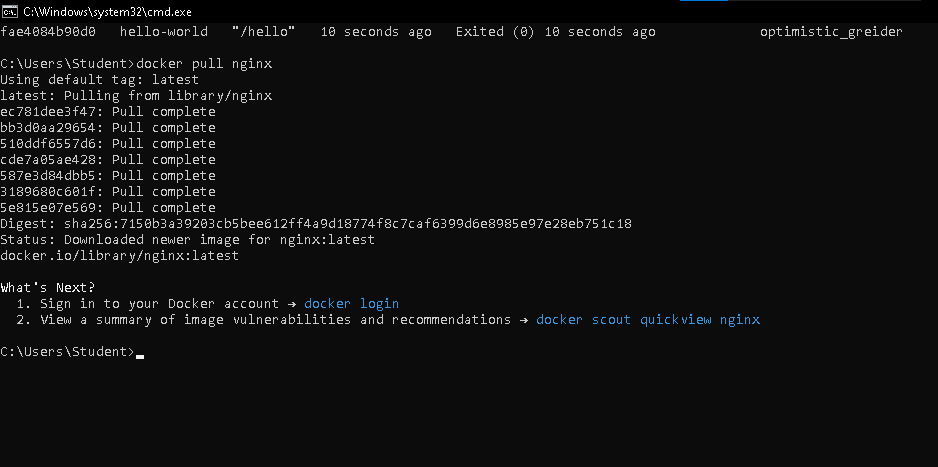 C:\Windows\system32\cmd.exe
fae4084b90d0   hello-world   "/hello"   10 seconds ago   Exited (0) 10 seconds ago             optimistic_greider
C:\Users\Student>docker pull nginx
Using default tag: latest
latest: Pulling from library/nginx
ec781dee3f47: Pull complete
bb3d0aa29654: Pull complete
510ddf6557d6: Pull complete
cde7a05ae428: Pull complete
587e3d84dbb5: Pull complete
3189680c601f: Pull complete
5e815e07e569: Pull complete
Digest: sha256:7150b3a39203cb5bee612ff4a9d18774f8c7caf6399d6e8985e97e28eb751c18
Status: Downloaded newer image for nginx:latest
docker.io/library/nginx:latest
What's Next?
  1. Sign in to your Docker account → docker login
  2. View a summary of image vulnerabilities and recommendations → docker scout quickview nginx
C:\Users\Student>